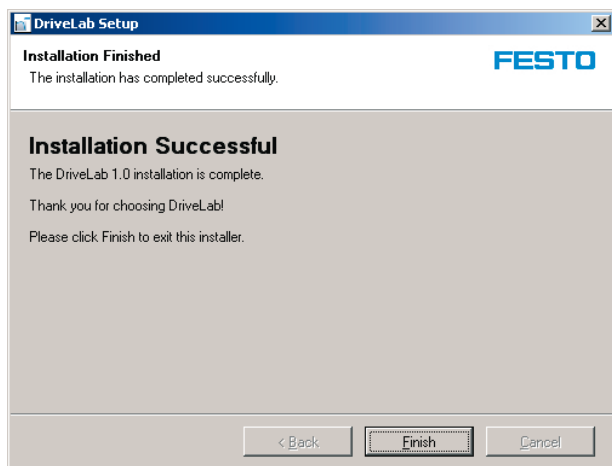 DriveLab Setup
Installation Finished
The installation has completed successfully.
FESTO
Installation Successful
The DriveLab 1.0 installation is complete.
Thank you for choosing DriveLab!
Please click Finish to exit this installer.
< Back
Finish
Cancel